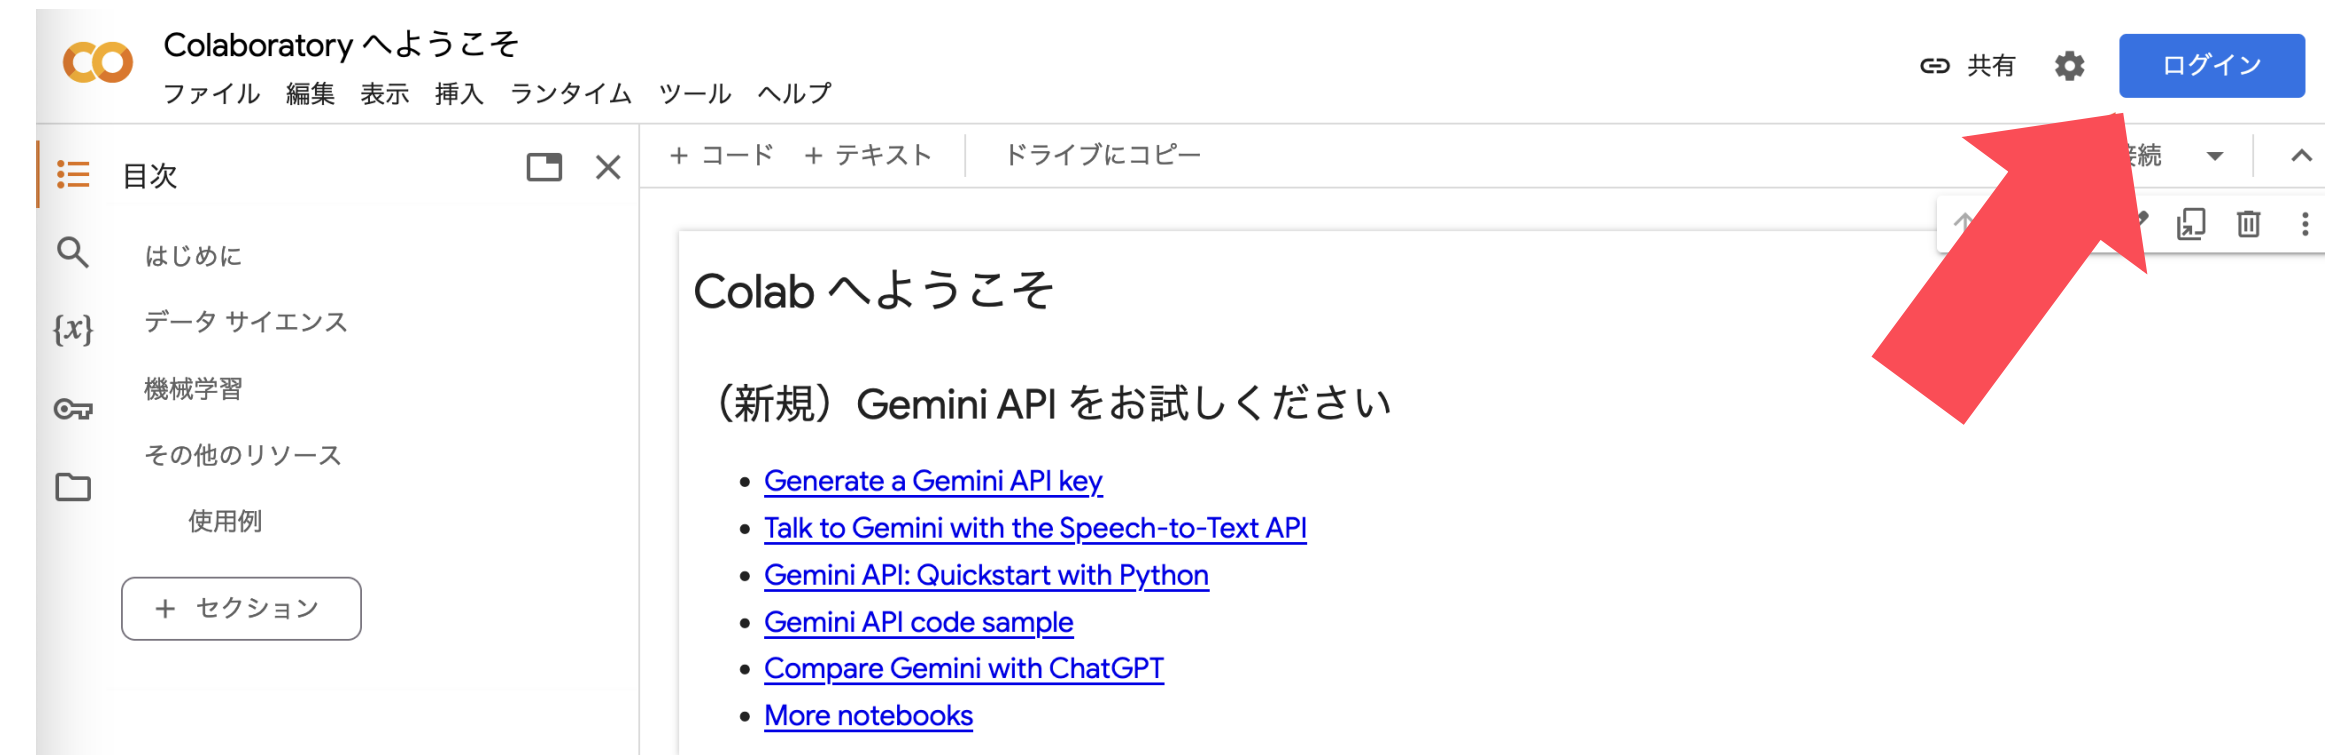 Colaboratory へようこそ
ファイル 編集 表示 挿入 ランタイム ツール ヘルプ
共有
ログイン
目次
はじめに
データ サイエンス
機械学習
その他のリソース
使用例
+ セクション
+ コード + テキスト ドライブにコピー
接続
Colab へようこそ
（新規）Gemini API をお試しください
• Generate a Gemini API key
• Talk to Gemini with the Speech-to-Text API
• Gemini API: Quickstart with Python
• Gemini API code sample
• Compare Gemini with ChatGPT
• More notebooks